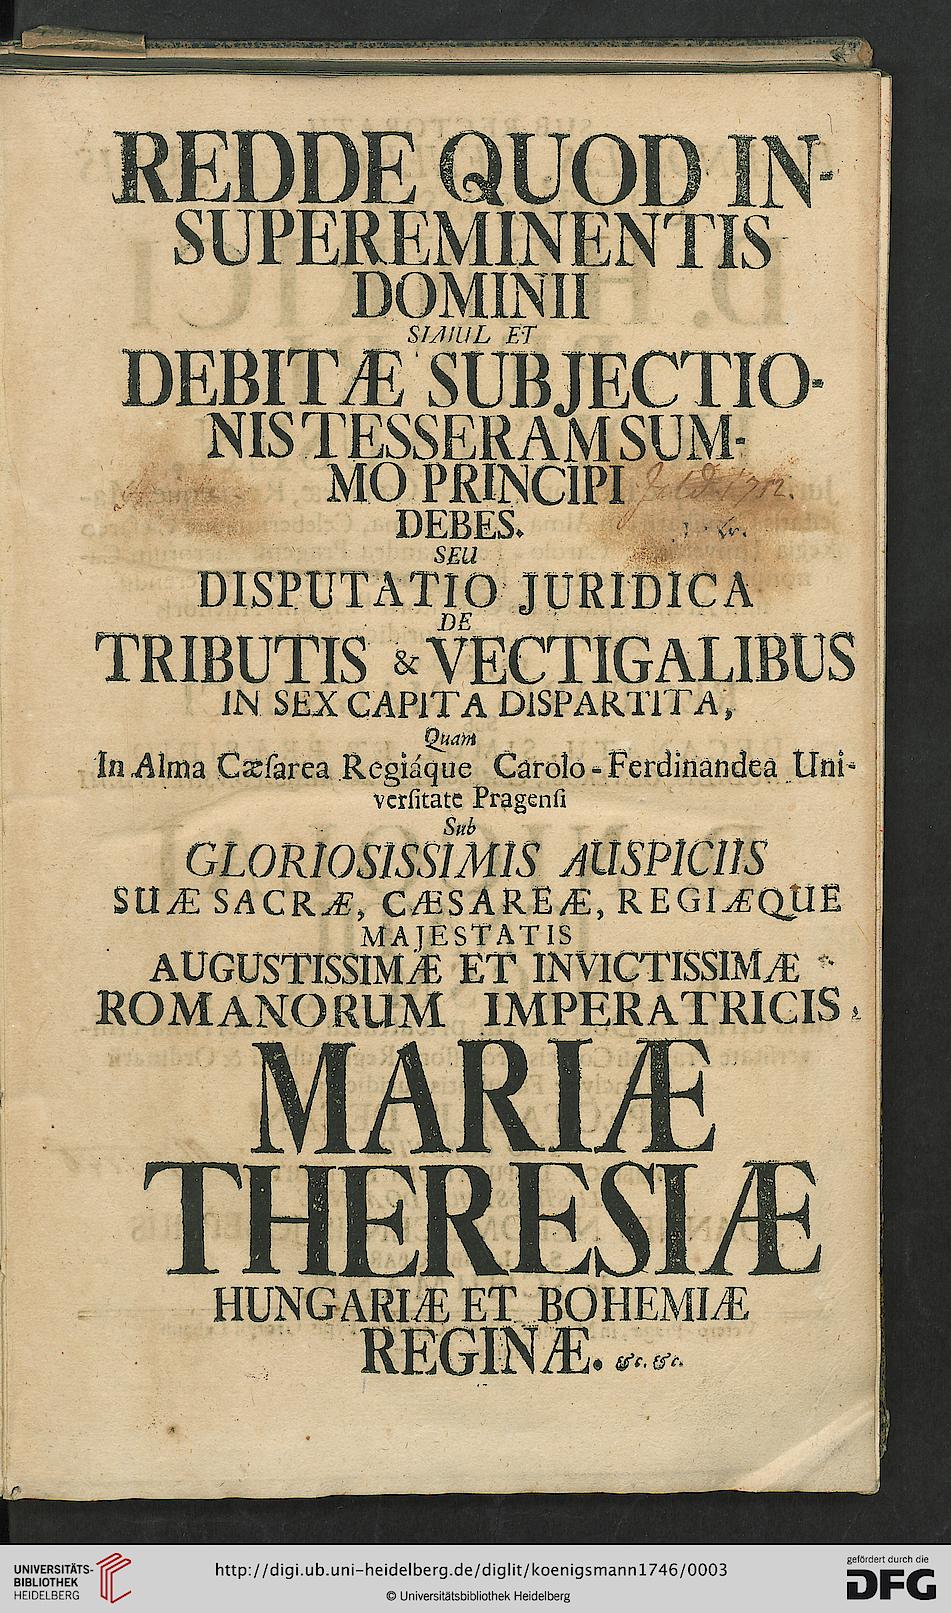 REDDE QUOD IN-
SUPEREMINENTIS
DOMINII
SIMUL ET
DEBITÆ SUBJECTIO-
NIS TESSERAM SUM-
MO PRINCIPI
DEBES.
SEU
DISPUTATIO JURIDICA
DE
TRIBUTIS & VECTIGALIBUS
IN SEX CAPITA DISPARTITA,
Quam
In Alma Cæſarea Regiáque Carolo-Ferdinandea Uni-
verſitate Pragenſi
Sub
GLORIOSISSIMIS AUSPICIIS
SUÆ SACRÆ, CÆSAREÆ, REGIÆQUE
MAJESTATIS
AUGUSTISSIMÆ ET INVICTISSIMÆ
ROMANORUM IMPERATRICIS,
MARIÆ
THERESIÆ
HUNGARIÆ ET BOHEMIÆ
REGINÆ. &c. &c.
UNIVERSITÄTS-
BIBLIOTHEK
HEIDELBERG
http://digi.ub.uni-heidelberg.de/diglit/koenigsmann1746/0003
© Universitätsbibliothek Heidelberg
gefördert durch die
DFG